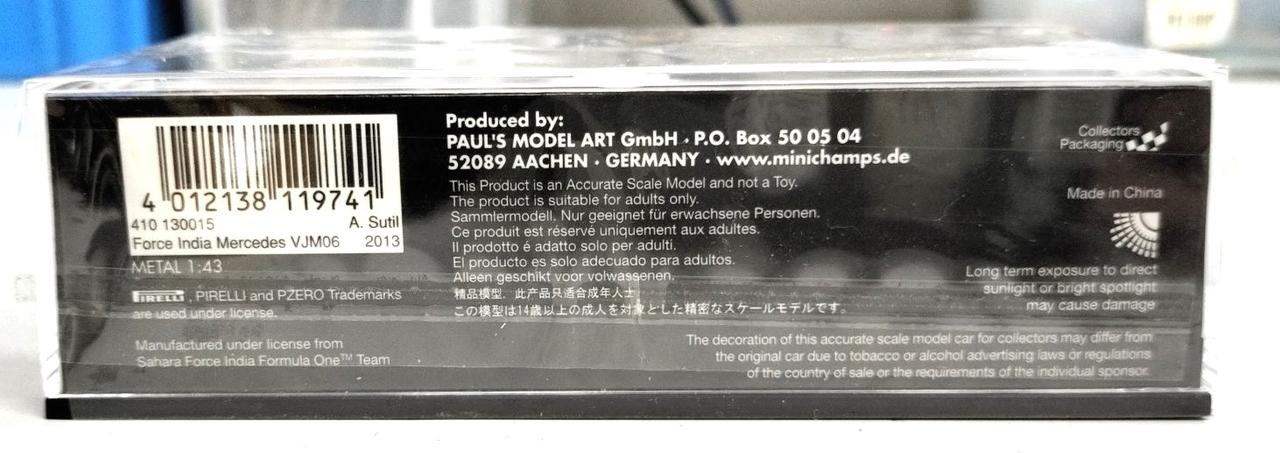 4 012138 119741
410 130015 A. Sutil
Force India Mercedes VJM06 2013
METAL 1:43
PIRELLI, PIRELLI and PZERO Trademarks
are used under license.
Manufactured under license from
Sahara Force India Formula One™ Team
Produced by:
PAUL'S MODEL ART GmbH · P.O. Box 50 05 04
52089 AACHEN · GERMANY · www.minichamps.de
This Product is an Accurate Scale Model and not a Toy.
The product is suitable for adults only.
Sammlermodell. Nur geeignet für erwachsene Personen.
Ce produit est réservé uniquement aux adultes.
Il prodotto é adatto solo per adulti.
El producto es solo adecuado para adultos.
Alleen geschikt voor volwassenen.
精品模型. 此产品只适合成年人士
この模型は14歳以上の成人を対象とした精密なスケールモデルです。
Collectors
Packaging
Made in China
Long term exposure to direct
sunlight or bright spotlight
may cause damage
The decoration of this accurate scale model car for collectors may differ from
the original car due to tobacco or alcohol advertising laws or regulations
of the country of sale or the requirements of the individual sponsor.